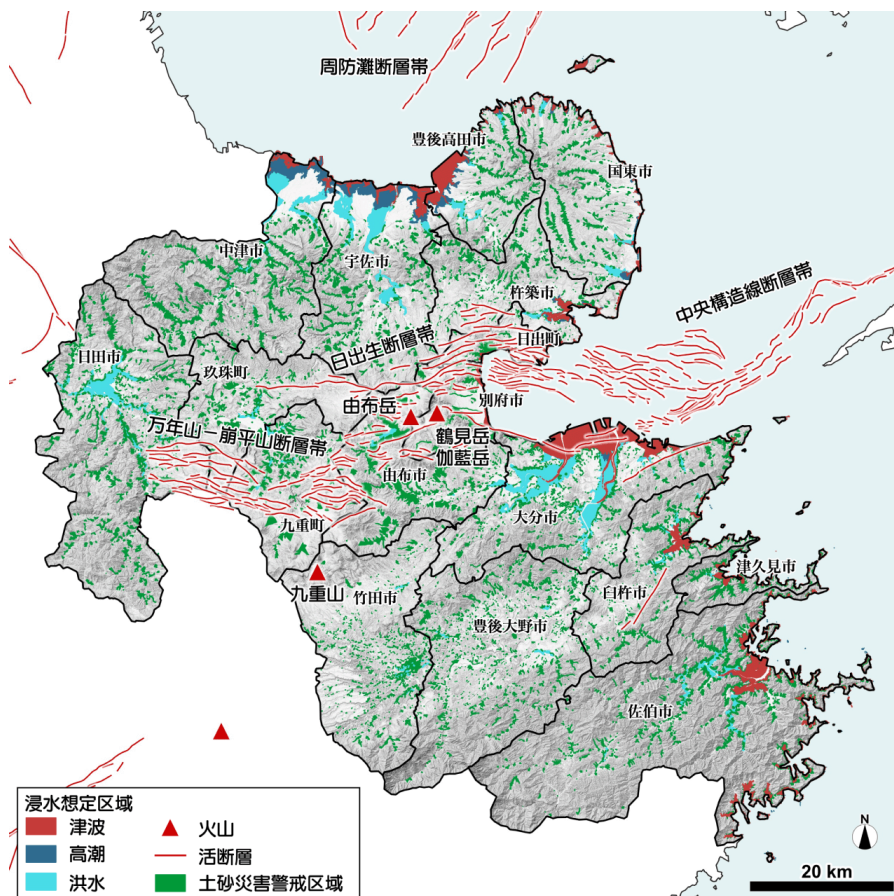 周防灘断層帯
豊後高田市
国東市
中津市
宇佐市
杵築市
中央構造線断層帯
日出生断層帯
日出町
日田市
玖珠町
別府市
由布岳
鶴見岳
伽藍岳
万年山–崩平山断層帯
由布市
大分市
九重町
津久見市
九重山
竹田市
臼杵市
豊後大野市
佐伯市
浸水想定区域
津波
火山
高潮
活断層
洪水
土砂災害警戒区域
N
20 km